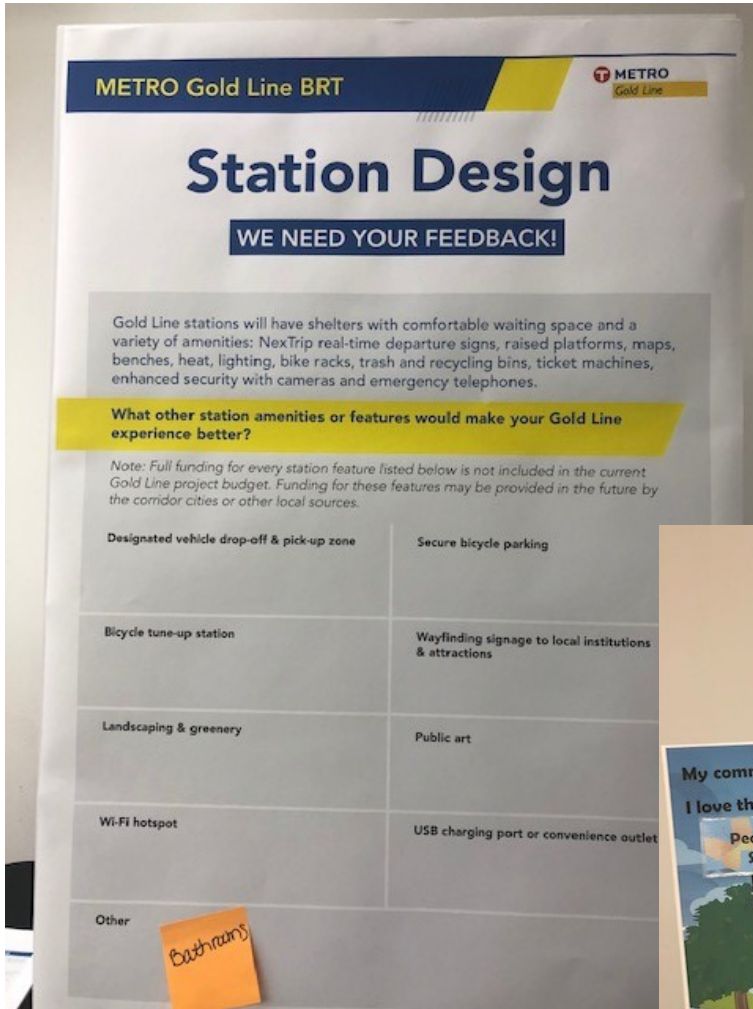 METRO Gold Line BRT
METRO
Gold Line
Station Design
WE NEED YOUR FEEDBACK!
Gold Line stations will have shelters with comfortable waiting space and a
variety of amenities: NexTrip real-time departure signs, raised platforms, maps,
benches, heat, lighting, bike racks, trash and recycling bins, ticket machines,
enhanced security with cameras and emergency telephones.
What other station amenities or features would make your Gold Line
experience better?
Note: Full funding for every station feature listed below is not included in the current
Gold Line project budget. Funding for these features may be provided in the future by
the corridor cities or other local sources.
Designated vehicle drop-off & pick-up zone
Secure bicycle parking
Bicycle tune-up station
Wayfinding signage to local institutions
& attractions
Landscaping & greenery
Public art
Wi-Fi hotspot
USB charging port or convenience outlet
Other
Bathrooms
My
I love